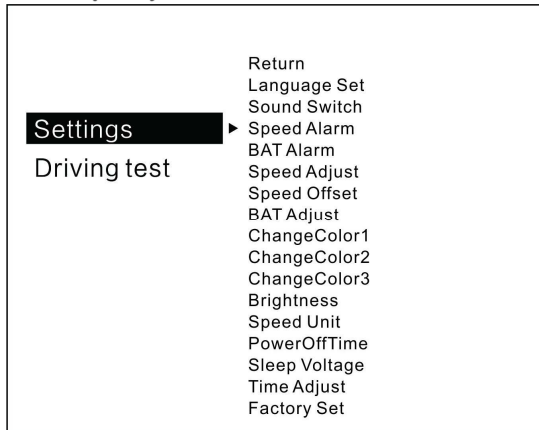 Settings
Driving test
Return
Language Set
Sound Switch
Speed Alarm
BAT Alarm
Speed Adjust
Speed Offset
BAT Adjust
ChangeColor1
ChangeColor2
ChangeColor3
Brightness
Speed Unit
PowerOffTime
Sleep Voltage
Time Adjust
Factory Set